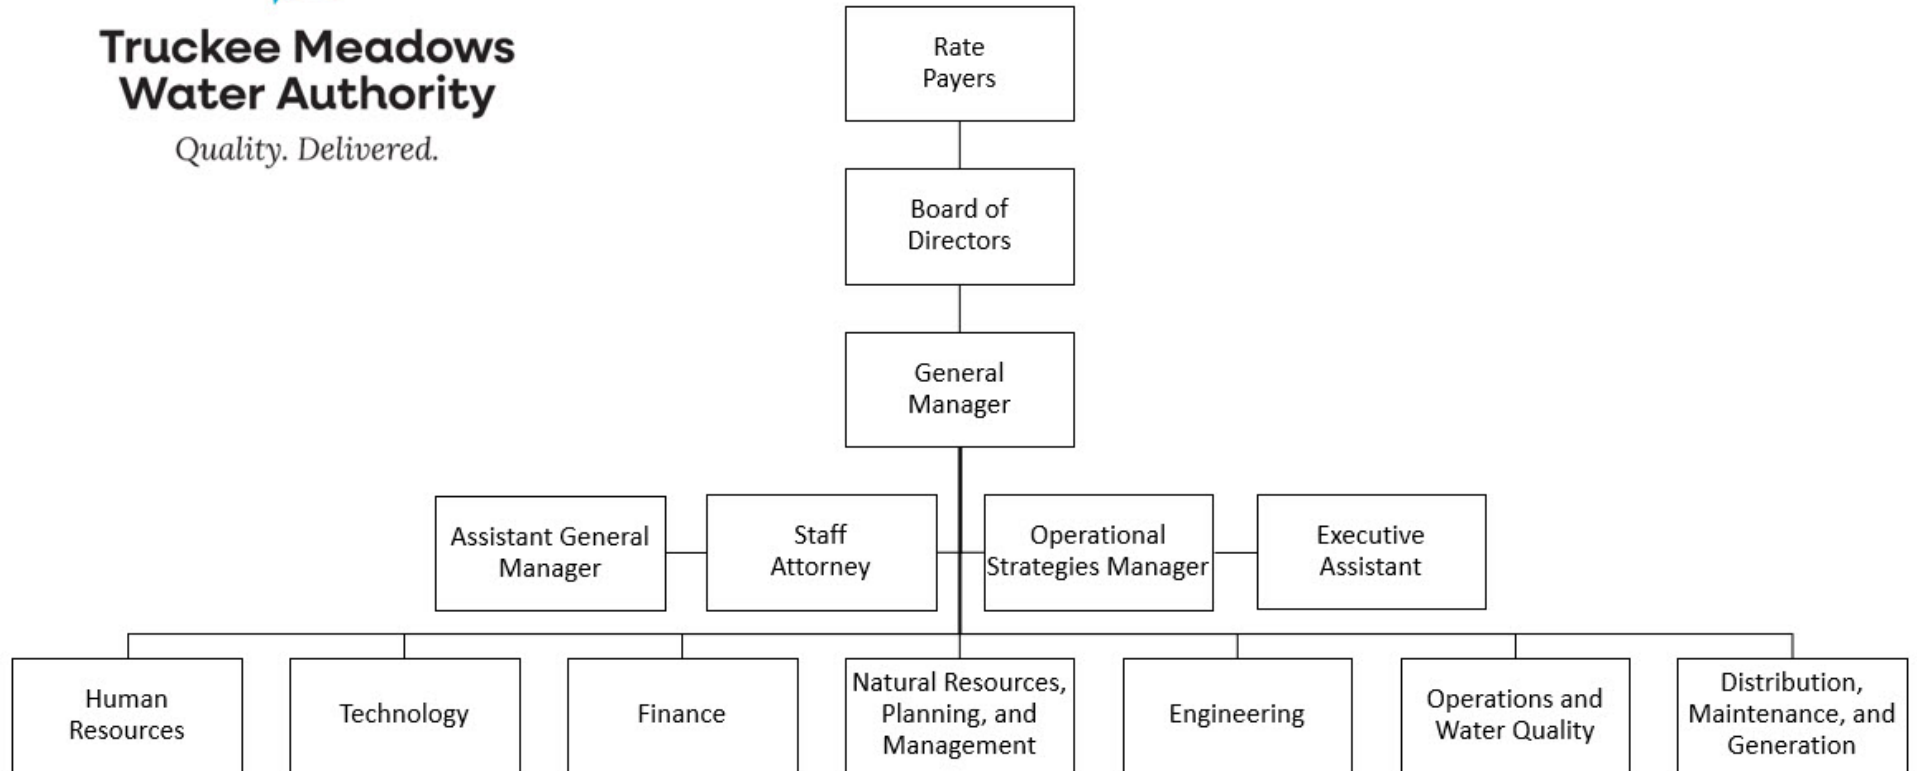 Truckee Meadows
Water Authority
Quality. Delivered.
Rate
Payers
Board of
Directors
General
Manager
Assistant General
Manager
Staff
Attorney
Operational
Strategies Manager
Executive
Assistant
Human
Resources
Technology
Finance
Natural Resources,
Planning, and
Management
Engineering
Operations and
Water Quality
Distribution,
Maintenance, and
Generation